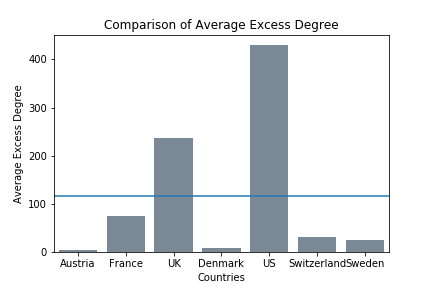 Comparison of Average Excess Degree
Average Excess Degree
400
300
200
100
0
Austria France UK Denmark US Switzerland Sweden
Countries